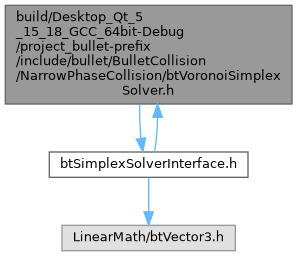 build/Desktop_Qt_5
_15_18_GCC_64bit-Debug
/project_bullet-prefix
/include/bullet/BulletCollision
/NarrowPhaseCollision/btVoronoiSimplex
Solver.h
btSimplexSolverInterface.h
LinearMath/btVector3.h